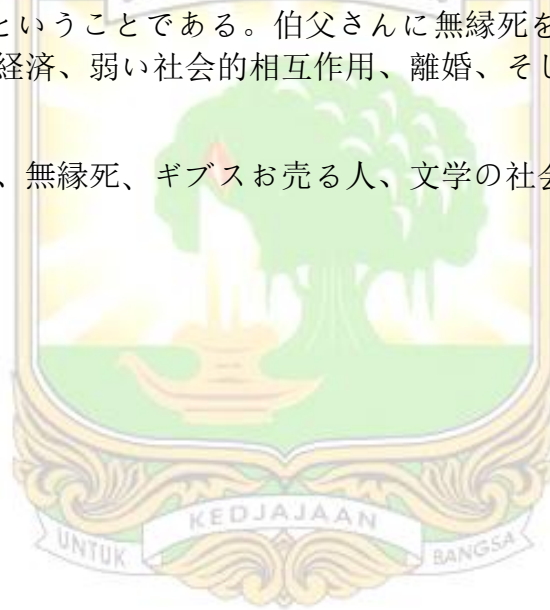 ということである。伯父さんに無縁死を
経済、弱い社会的相互作用、離婚、そし
、無縁死、ギブスお売る人、文学の社会
KEDJAJAAN
UNTUK BANGSA